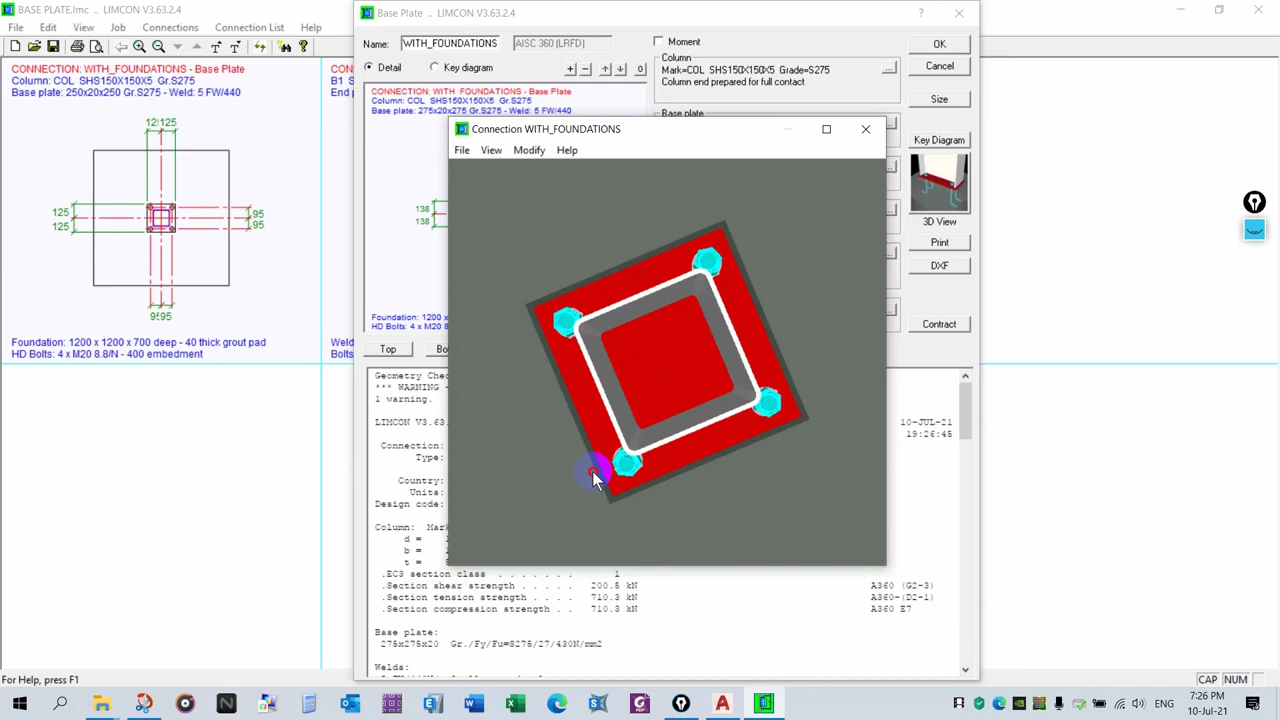 BASE PLATE.lmc - LIMCON V3.63.2.4
File Edit View Job Connections Connection List Help
CONNECTION: WITH_FOUNDATIONS - Base Plate
Column: COL SHS150X150X5 Gr.S275
Base plate: 250x20x250 Gr.S275 - Weld: 5 FW/440
125
125
125
95
95
95
Foundation: 1200 x 1200 x 700 deep - 40 thick grout pad
HD Bolts: 4 x M20 8.8/N - 400 embedment
CON
B1 S
End p
Weld
Bolts
Base Plate .. LIMCON V3.63.2.4
?
Name: WITH_FOUNDATIONS AISC 360 (LRFD)
Detail Key diagram
+ − 0
CONNECTION: WITH_FOUNDATIONS - Base Plate
Column: COL SHS150X150X5 Gr.S275
Base plate: 275x20x275 Gr.S275 - Weld: 5 FW/440
138
138
Foundation: 1200 x
HD Bolts: 4 x M20 8
Top Bo
Moment
Column
Mark=COL SHS150X150X5 Grade=S275
Column end prepared for full contact
...
Base plate
OK
Cancel
Size
Key Diagram
3D View
Print
DXF
Contract
Connection WITH_FOUNDATIONS
File View Modify Help
Geometry Chec
*** WARNING -
1 warning.
LIMCON V3.63. 10-JUL-21
19:26:45
Connection:
Type:
Country:
Units:
Design code:
Column: Mar
d =
b =
t =
.EC3 section class . . . . . . . 1
.Section shear strength . . . . . 200.5 kN A360 (G2-3)
.Section tension strength . . . . 710.3 kN A360-(D2-1)
.Section compression strength . . 710.3 kN A360 E7
Base plate:
275x275x20 Gr./Fy/Fu=S275/27/430N/mm2
Welds:
For Help, press F1
CAP NUM
ENG
7:26 PM
10-Jul-21